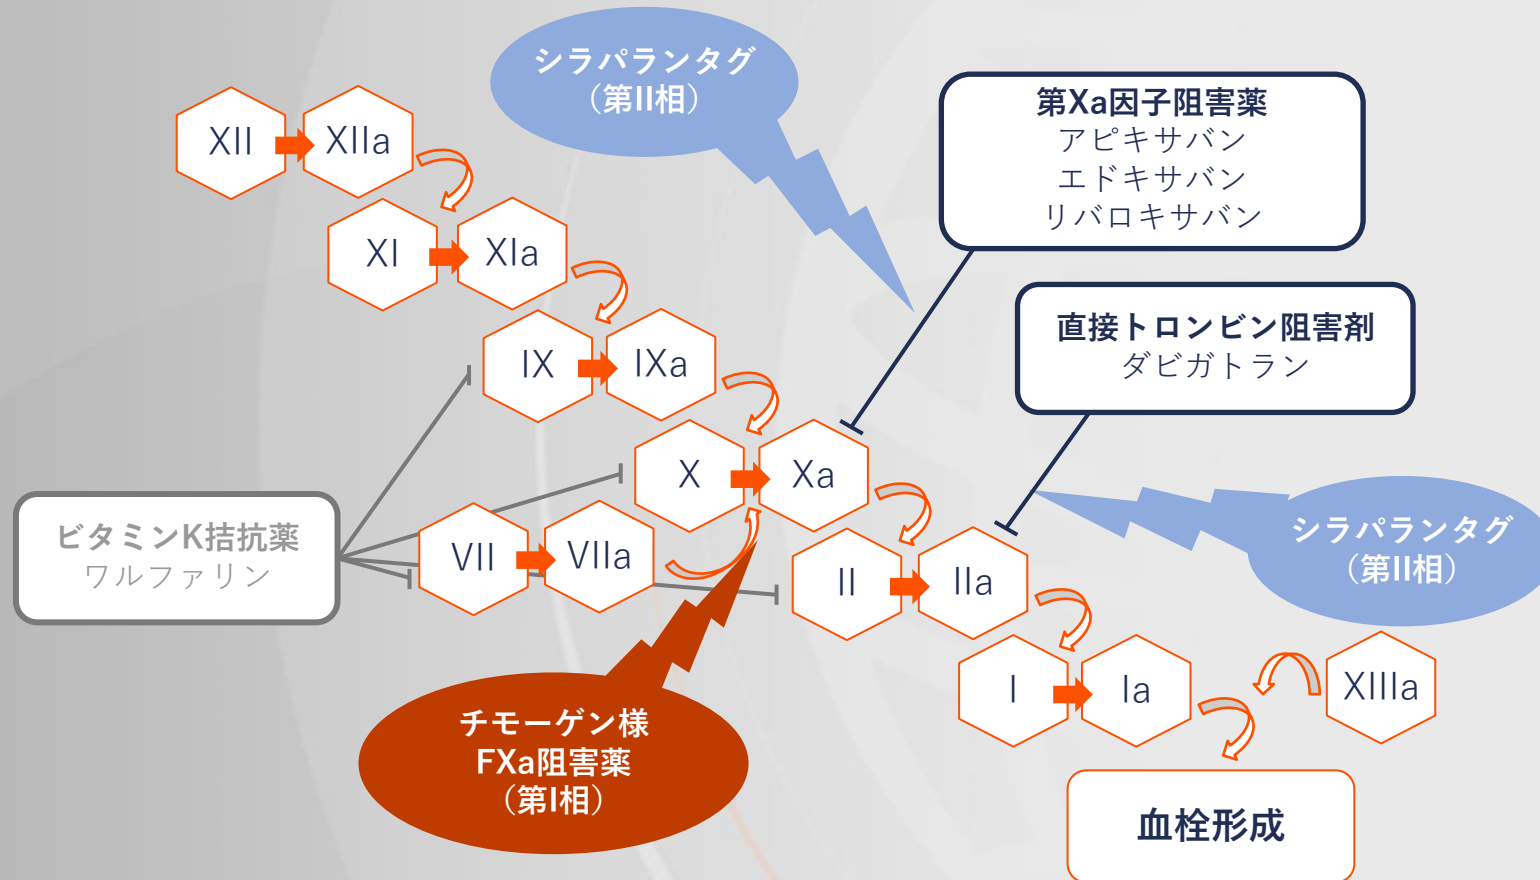 シラパランタグ
（第II相）
第Xa因子阻害薬
アピキサバン
エドキサバン
リバロキサバン
XII
XIIa
XI
XIa
直接トロンビン阻害剤
ダビガトラン
IX
IXa
X
Xa
ビタミンK拮抗薬
ワルファリン
VII
VIIa
II
IIa
シラパランタグ
（第II相）
I
Ia
XIIIa
チモーゲン様
FXa阻害薬
（第I相）
血栓形成